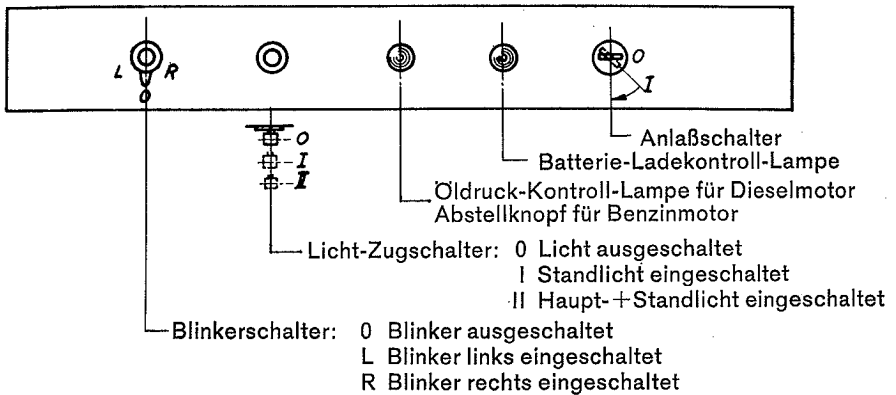 L R O
O I
O
I
II
Anlaßschalter
Batterie-Ladekontroll-Lampe
Öldruck-Kontroll-Lampe für Dieselmotor
Abstellknopf für Benzinmotor
Licht-Zugschalter: 0 Licht ausgeschaltet
I Standlicht eingeschaltet
II Haupt-+Standlicht eingeschaltet
Blinkerschalter: 0 Blinker ausgeschaltet
L Blinker links eingeschaltet
R Blinker rechts eingeschaltet